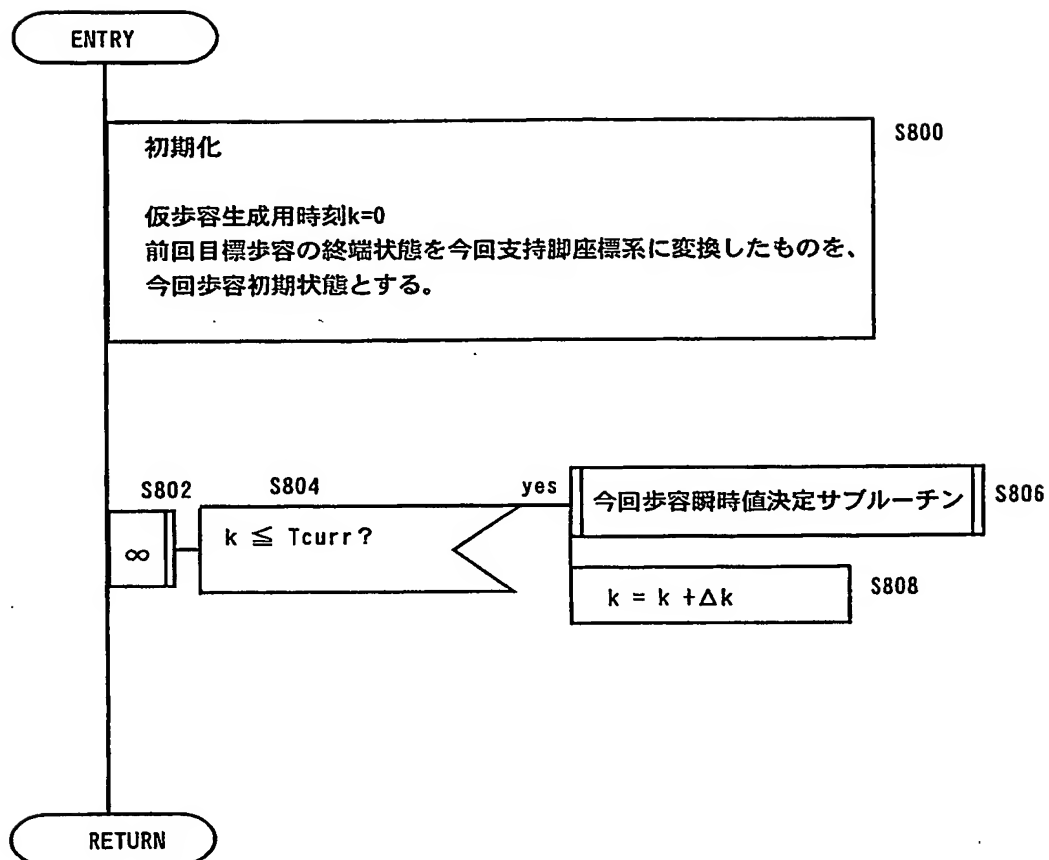 ENTRY
S800
初期化
仮歩容生成用時刻k=0
前回目標歩容の終端状態を今回支持脚座標系に変換したものを、
今回歩容初期状態とする。
S802
∞
S804
k ≦ Tcurr?
yes
今回歩容瞬時値決定サブルーチン
S806
k = k +Δk
S808
RETURN